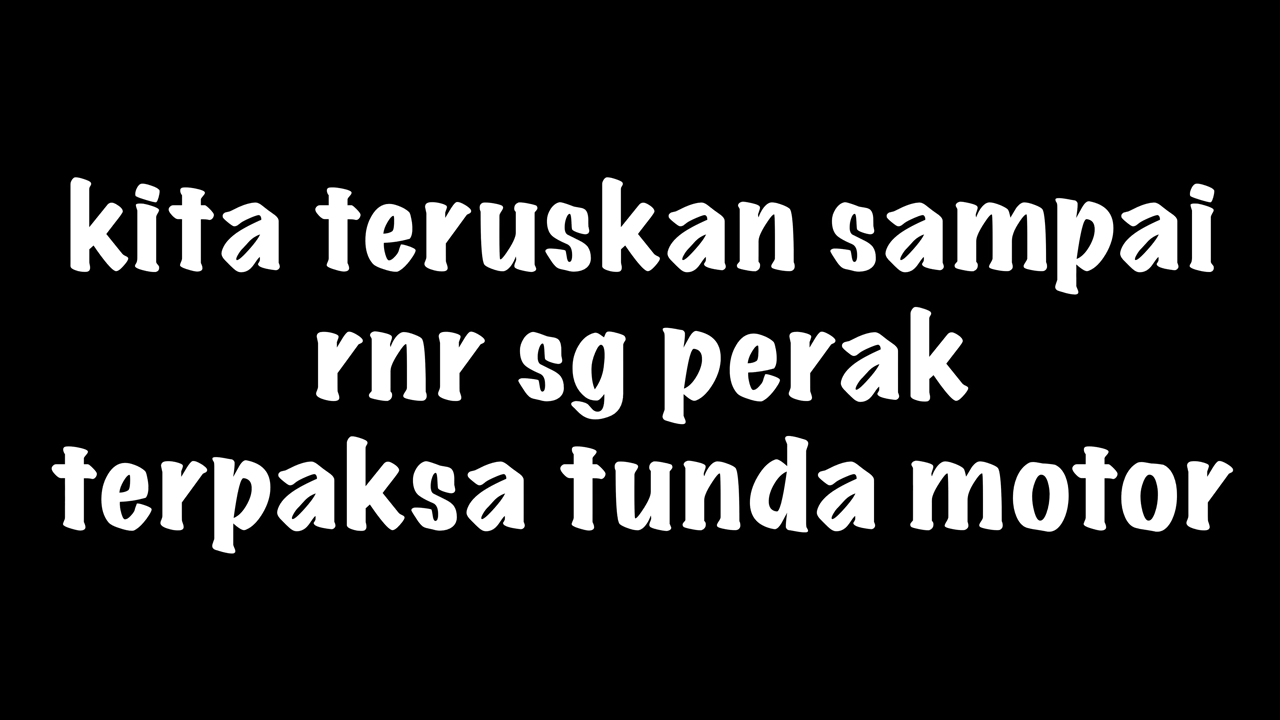 kita teruskan sampai
rnr sg perak
terpaksa tunda motor